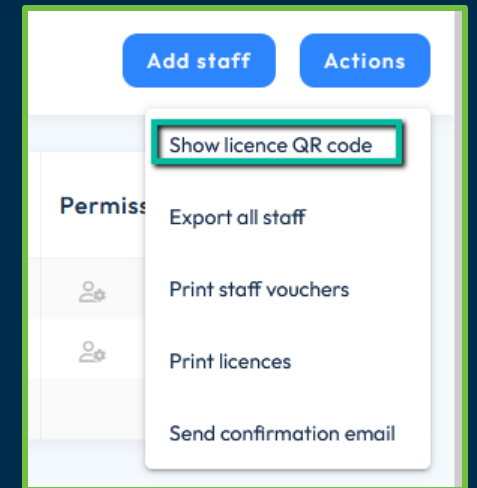 Add staff
Actions
Show licence QR code
Permiss
Export all staff
Print staff vouchers
Print licences
Send confirmation email